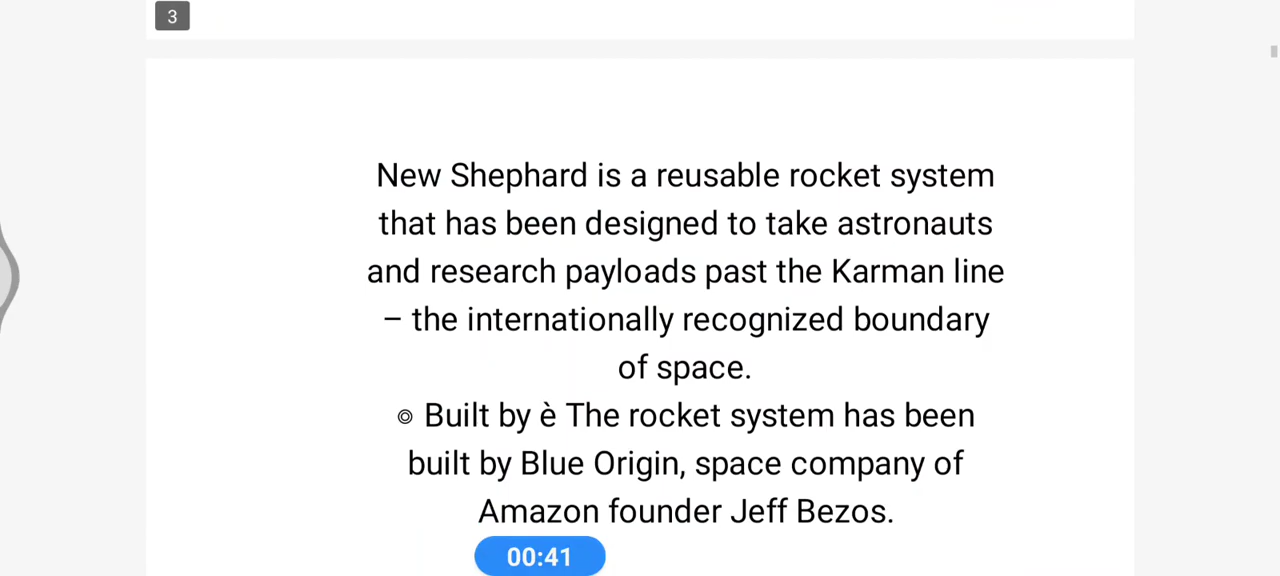 3
New Shephard is a reusable rocket system
that has been designed to take astronauts
and research payloads past the Karman line
– the internationally recognized boundary
of space.
⌾ Built by è The rocket system has been
built by Blue Origin, space company of
Amazon founder Jeff Bezos.
00:41